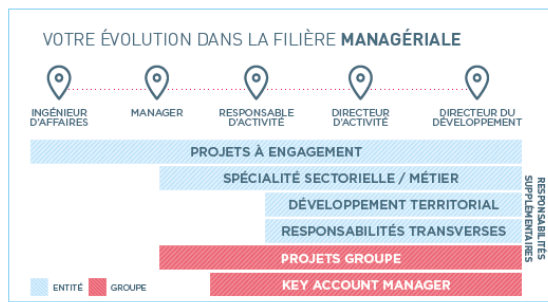 VOTRE ÉVOLUTION DANS LA FILIÈRE MANAGÉRIALE
INGÉNIEUR D'AFFAIRES
MANAGER
RESPONSABLE D'ACTIVITÉ
DIRECTEUR D'ACTIVITÉ
DIRECTEUR DU DÉVELOPPEMENT
PROJETS À ENGAGEMENT
SPÉCIALITÉ SECTORIELLE / MÉTIER
DÉVELOPPEMENT TERRITORIAL
RESPONSABILITÉS TRANSVERSES
PROJETS GROUPE
KEY ACCOUNT MANAGER
RESPONSABILITÉS
SUPPLÉMENTAIRES
ENTITÉ
GROUPE